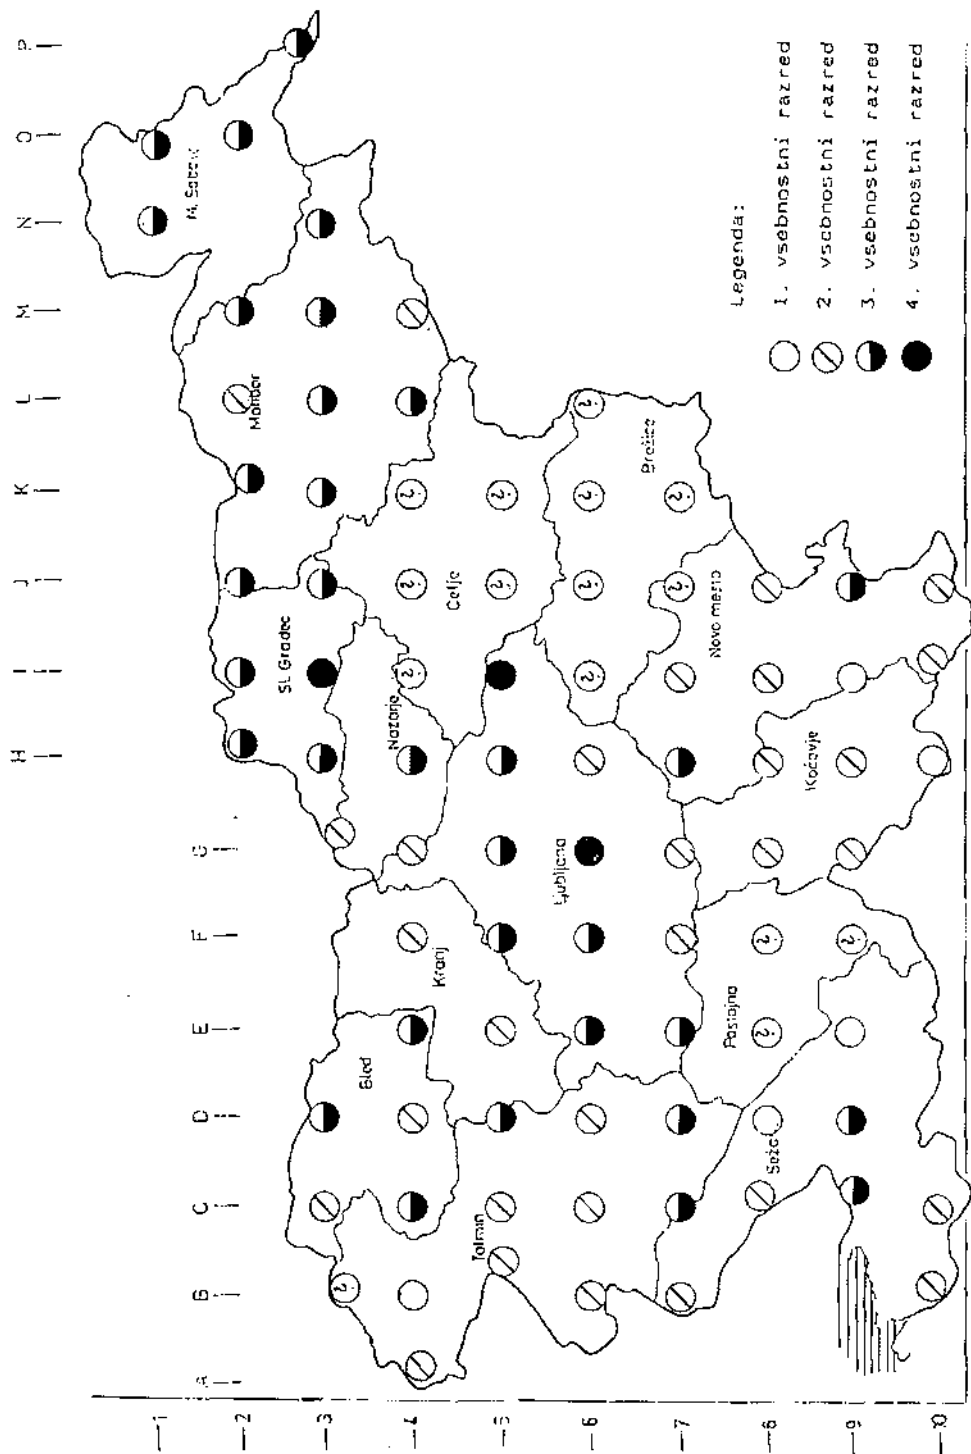 A B C D E F G H I J K L M N O P
1
2
3
4
5
6
7
8
9
10
M. Sobota
Maribor
Sl. Gradec
Nazarje
Celje
Brežice
Novo mesto
Kočevje
Ljubljana
Kranj
Bled
Tolmin
Postojna
Sežana
Legenda:
1. vsebnostni razred
2. vsebnostni razred
3. vsebnostni razred
4. vsebnostni razred
? ? ? ? ? ? ? ? ? ? ? ? ? ?